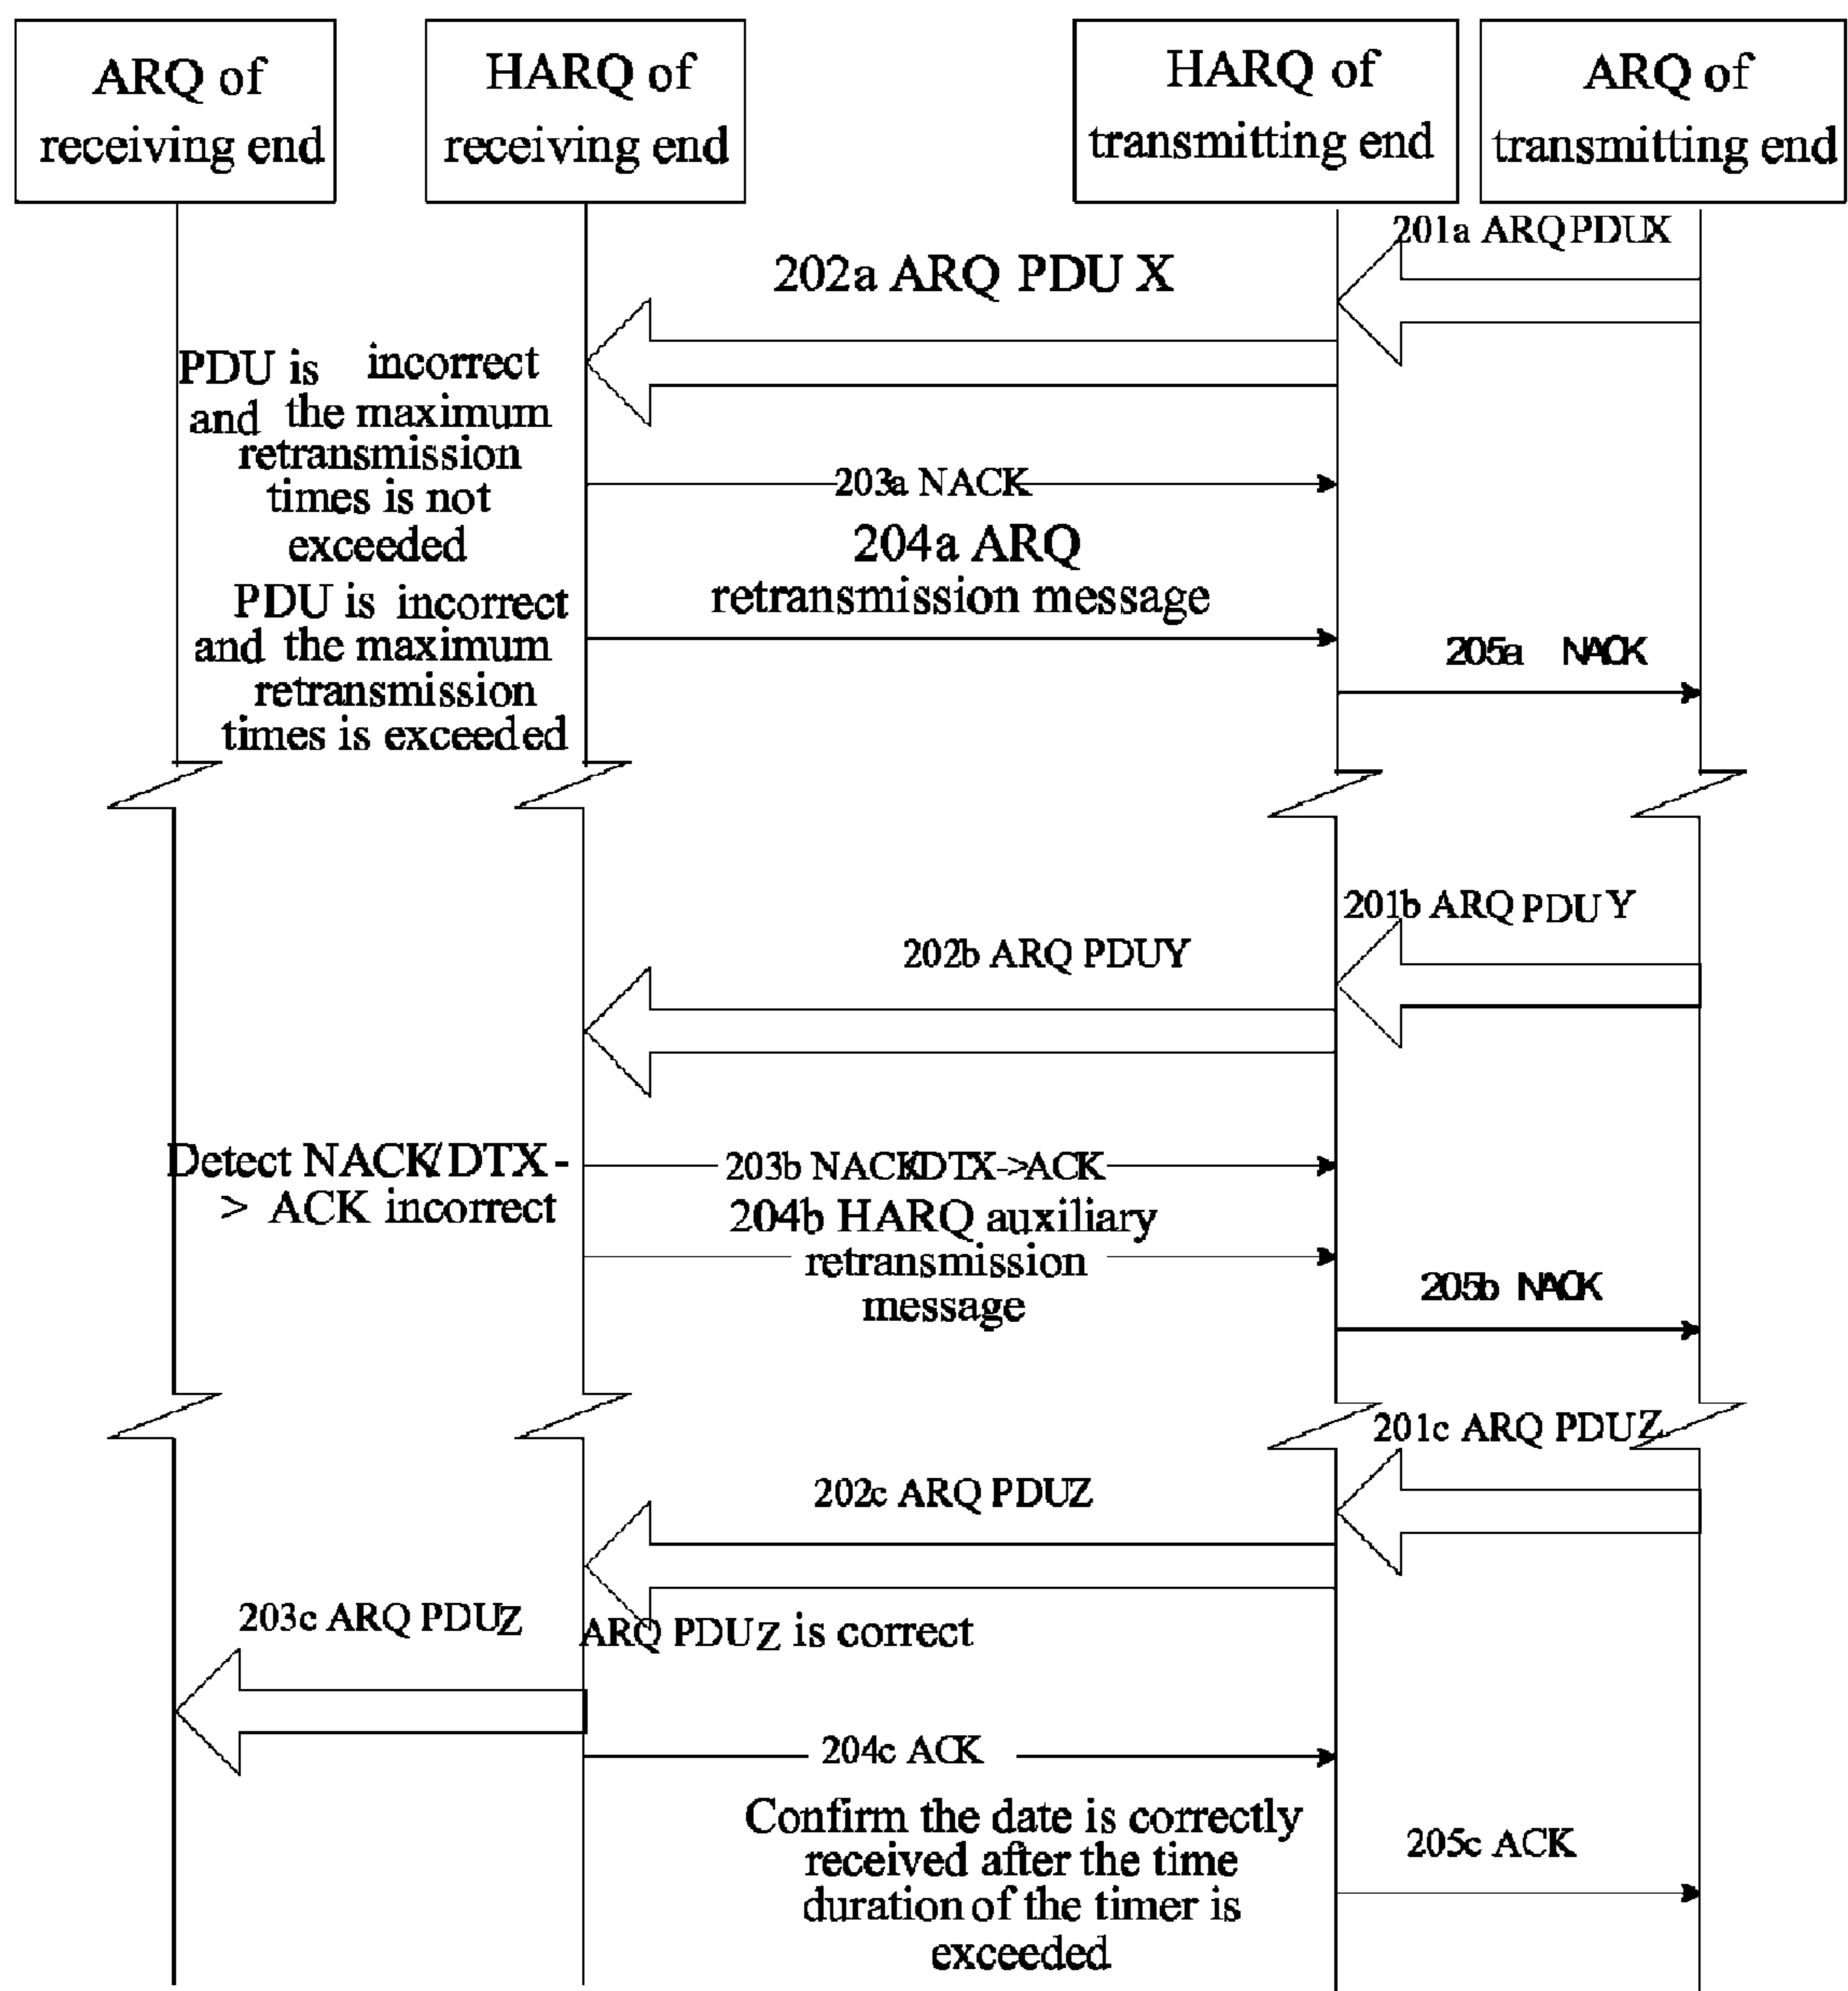 ARQ of
receiving end
HARQ of
receiving end
HARQ of
transmitting end
ARQ of
transmitting end
201a ARQ PDUX
202a ARQ PDU X
PDU is incorrect
and the maximum
retransmission
times is not
exceeded
203a NACK
204a ARQ
retransmission message
PDU is incorrect
and the maximum
retransmission
times is exceeded
205a NACK
201b ARQ PDU Y
202b ARQ PDUY
Detect NACK/DTX-
> ACK incorrect
203b NACK/DTX->ACK
204b HARQ auxiliary
retransmission
message
205b NACK
201c ARQ PDUZ
202c ARQ PDUZ
203c ARQ PDUZ
ARQ PDUZ is correct
204c ACK
Confirm the date is correctly
received after the time
duration of the timer is
exceeded
205c ACK